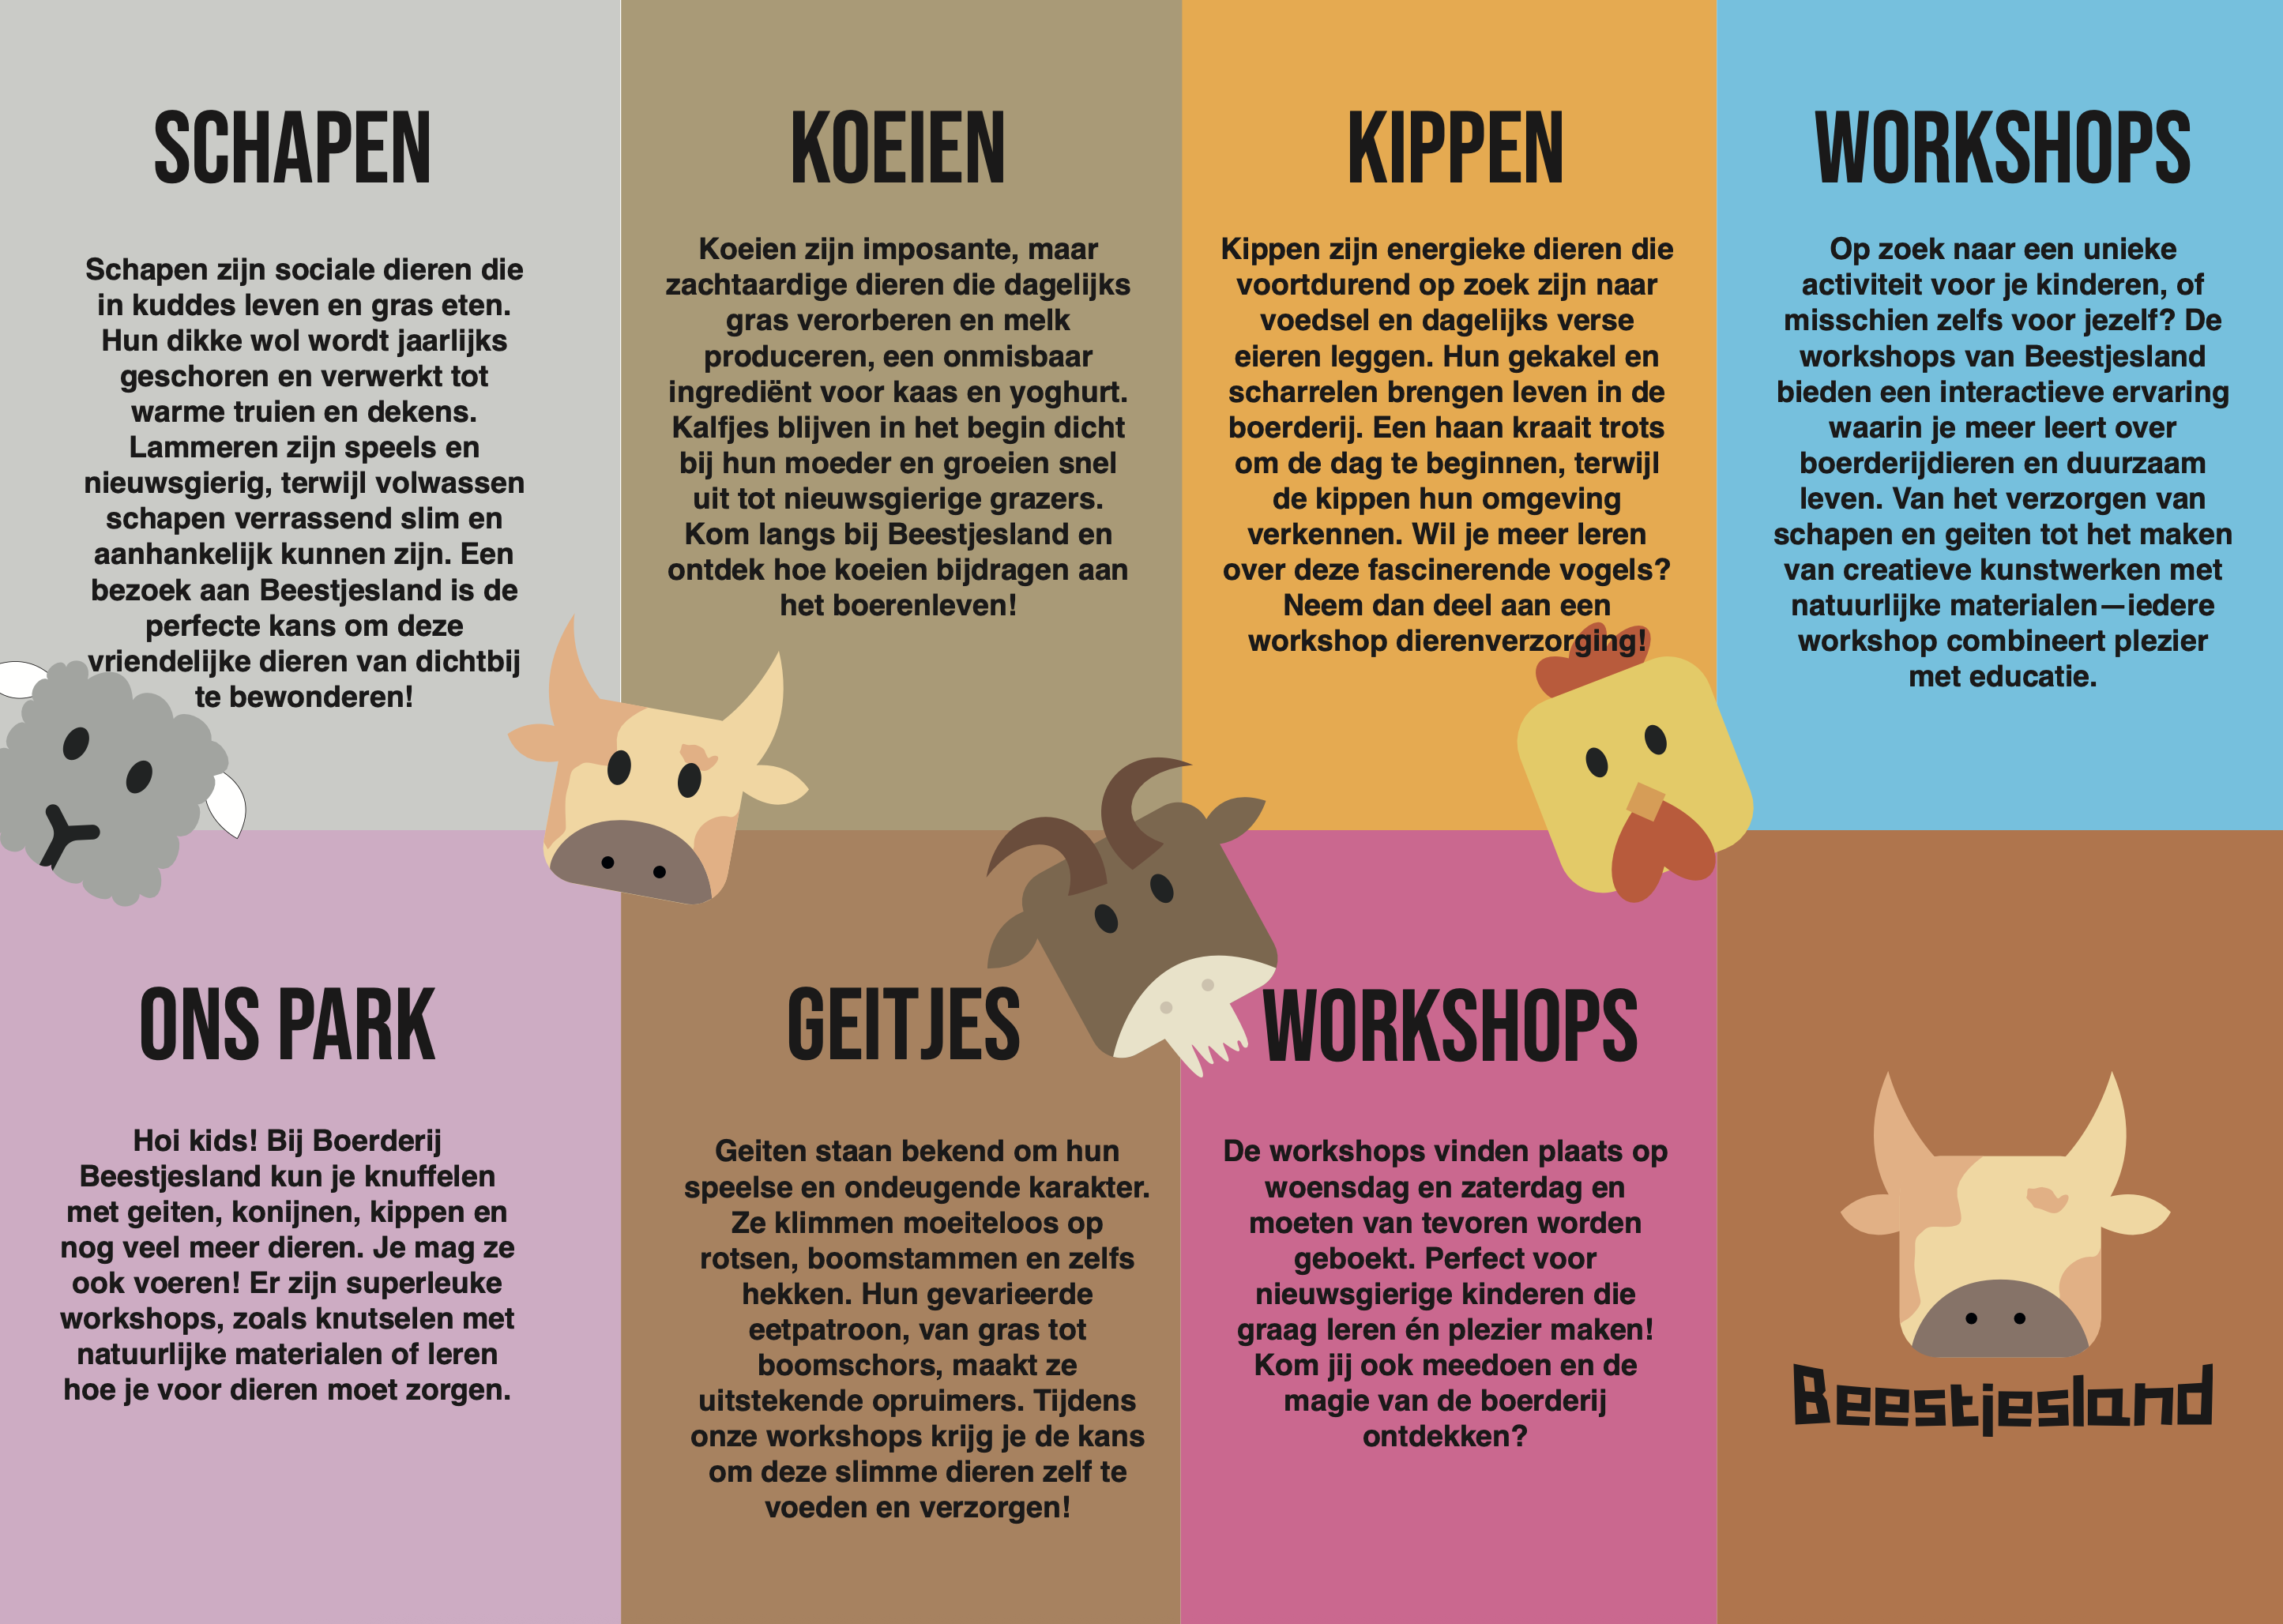 SCHAPEN
Schapen zijn sociale dieren die
in kuddes leven en gras eten.
Hun dikke wol wordt jaarlijks
geschoren en verwerkt tot
warme truien en dekens.
Lammeren zijn speels en
nieuwsgierig, terwijl volwassen
schapen verrassend slim en
aanhankelijk kunnen zijn. Een
bezoek aan Beestjesland is de
perfecte kans om deze
vriendelijke dieren van dichtbij
te bewonderen!
KOEIEN
Koeien zijn imposante, maar
zachtaardige dieren die dagelijks
gras verorberen en melk
produceren, een onmisbaar
ingrediënt voor kaas en yoghurt.
Kalfjes blijven in het begin dicht
bij hun moeder en groeien snel
uit tot nieuwsgierige grazers.
Kom langs bij Beestjesland en
ontdek hoe koeien bijdragen aan
het boerenleven!
KIPPEN
Kippen zijn energieke dieren die
voortdurend op zoek zijn naar
voedsel en dagelijks verse
eieren leggen. Hun gekakel en
scharrelen brengen leven in de
boerderij. Een haan kraait trots
om de dag te beginnen, terwijl
de kippen hun omgeving
verkennen. Wil je meer leren
over deze fascinerende vogels?
Neem dan deel aan een
workshop dierenverzorging!
WORKSHOPS
Op zoek naar een unieke
activiteit voor je kinderen, of
misschien zelfs voor jezelf? De
workshops van Beestjesland
bieden een interactieve ervaring
waarin je meer leert over
boerderijdieren en duurzaam
leven. Van het verzorgen van
schapen en geiten tot het maken
van creatieve kunstwerken met
natuurlijke materialen—iedere
workshop combineert plezier
met educatie.
ONS PARK
Hoi kids! Bij Boerderij
Beestjesland kun je knuffelen
met geiten, konijnen, kippen en
nog veel meer dieren. Je mag ze
ook voeren! Er zijn superleuke
workshops, zoals knutselen met
natuurlijke materialen of leren
hoe je voor dieren moet zorgen.
GEITJES
Geiten staan bekend om hun
speelse en ondeugende karakter.
Ze klimmen moeiteloos op
rotsen, boomstammen en zelfs
hekken. Hun gevarieerde
eetpatroon, van gras tot
boomschors, maakt ze
uitstekende opruimers. Tijdens
onze workshops krijg je de kans
om deze slimme dieren zelf te
voeden en verzorgen!
WORKSHOPS
De workshops vinden plaats op
woensdag en zaterdag en
moeten van tevoren worden
geboekt. Perfect voor
nieuwsgierige kinderen die
graag leren én plezier maken!
Kom jij ook meedoen en de
magie van de boerderij
ontdekken?
Beestjesland